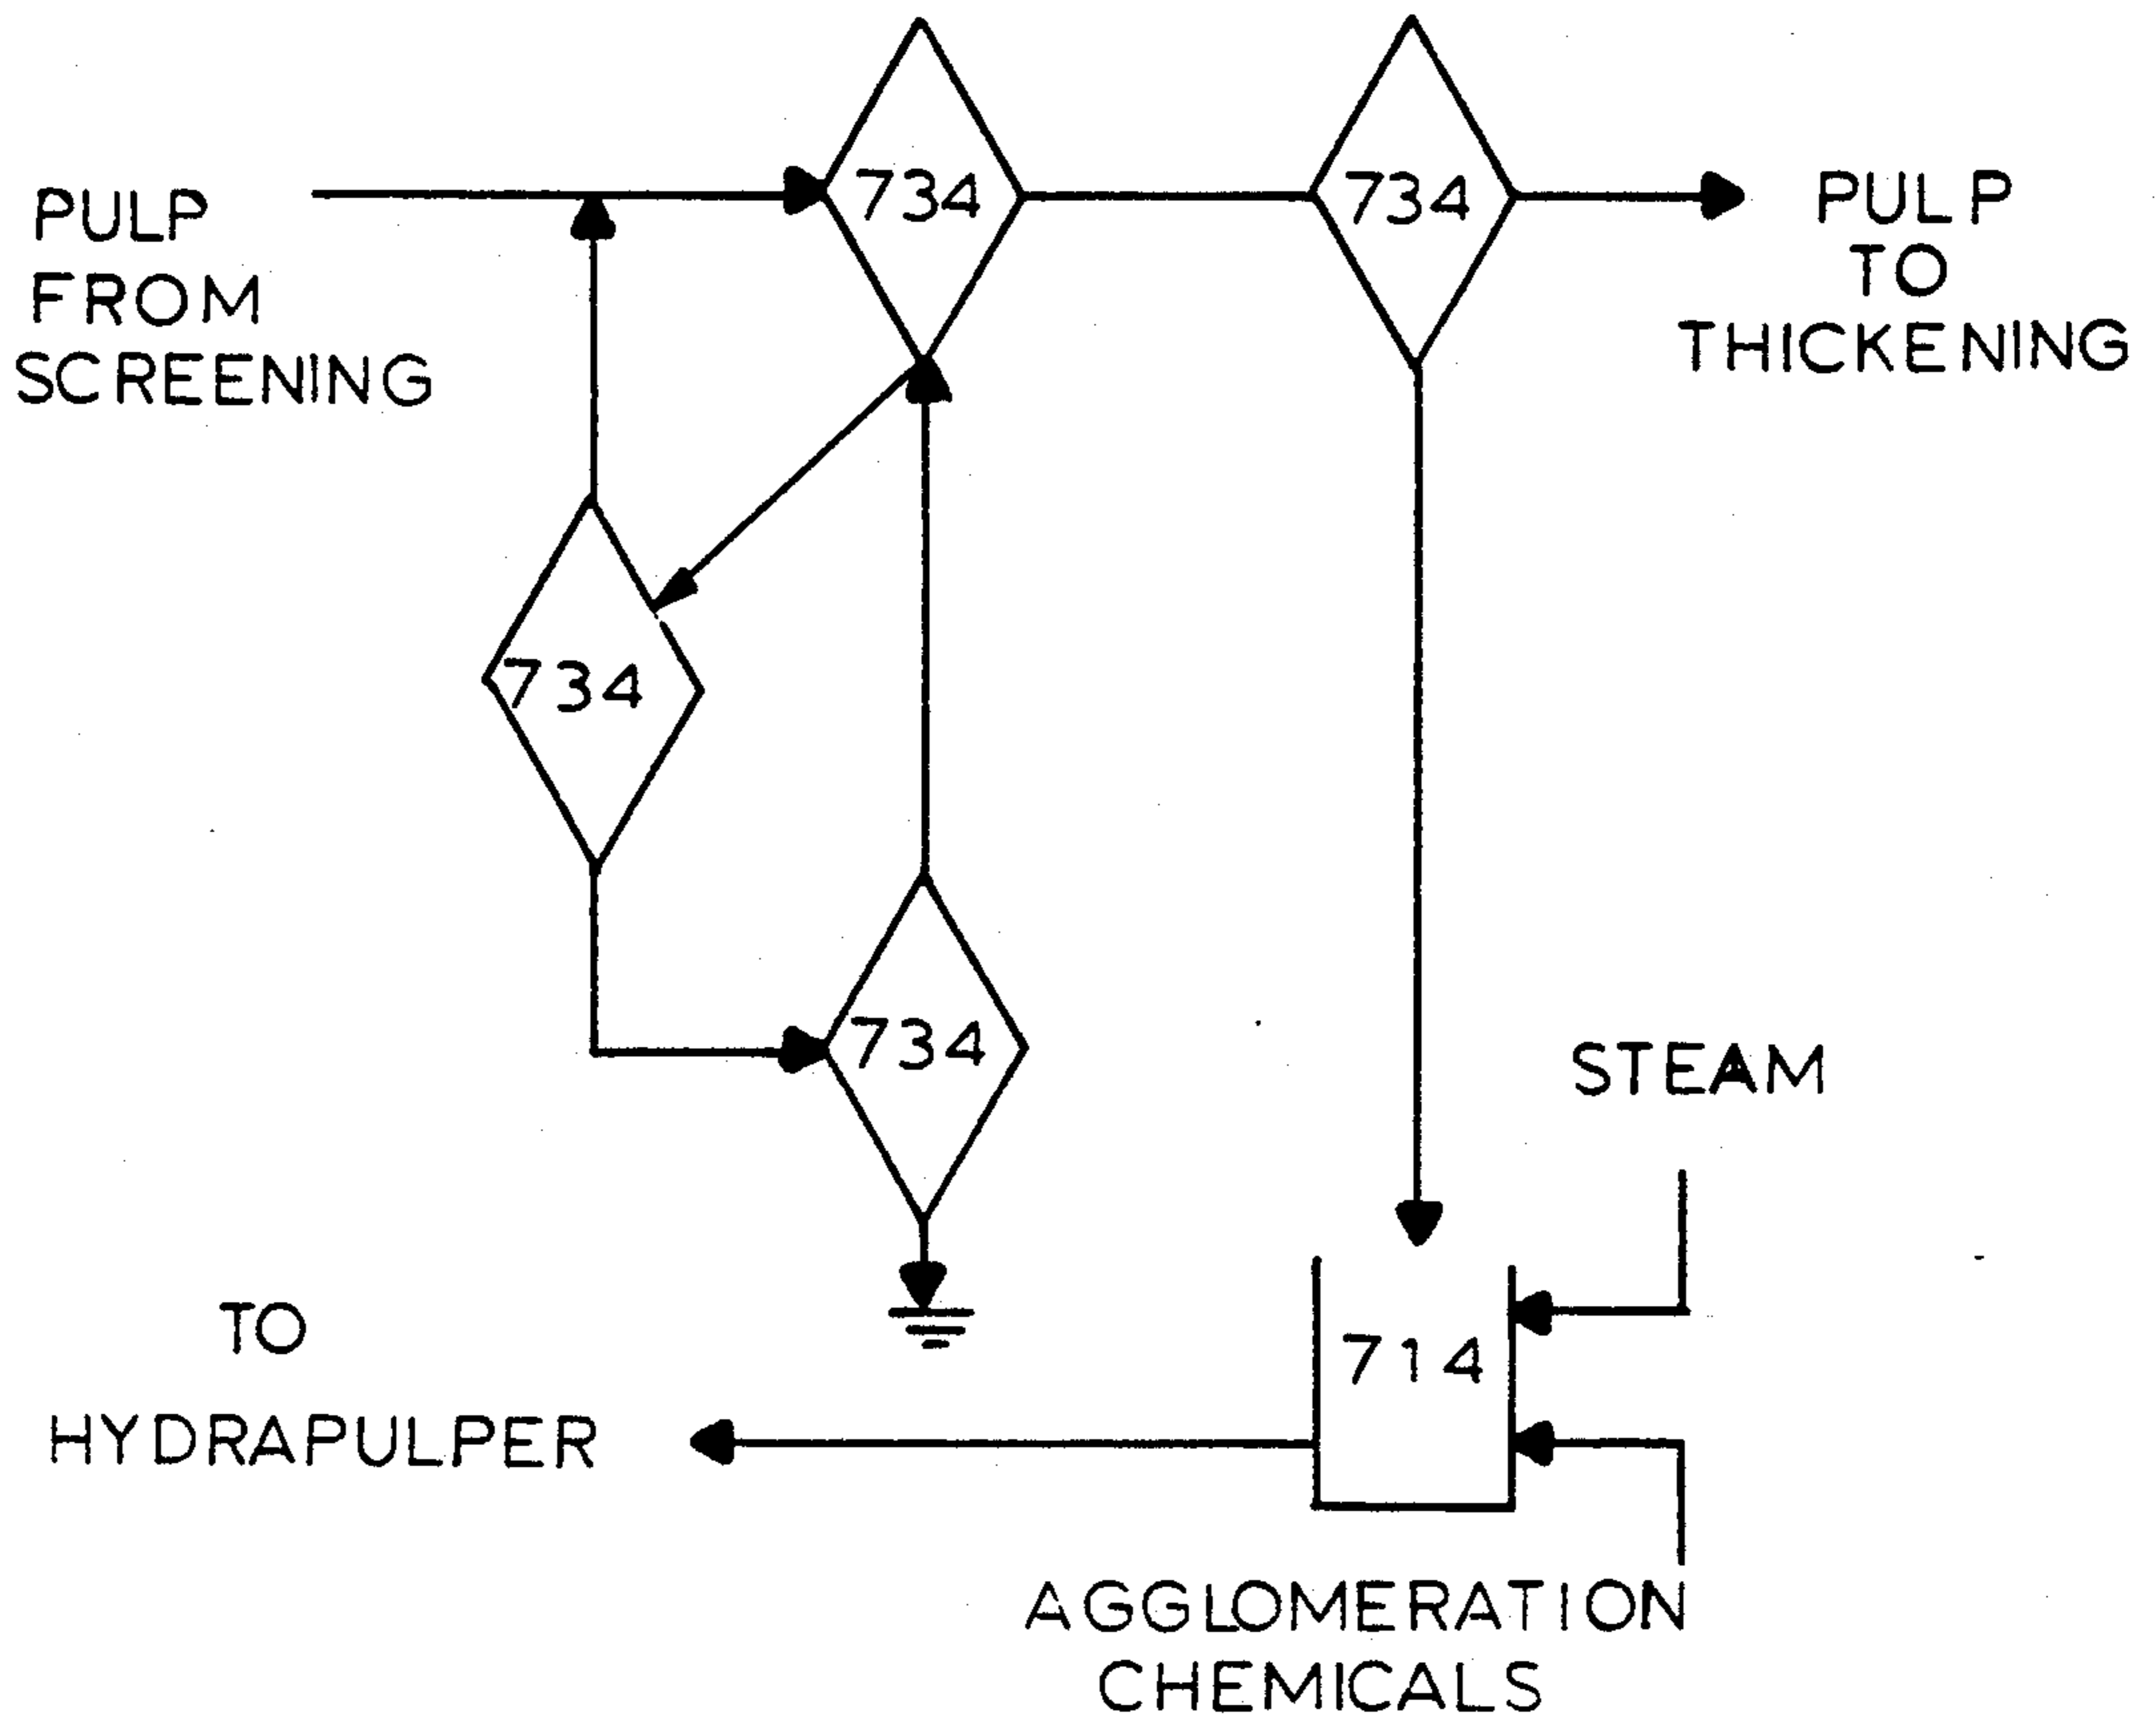 734
734
PULP
FROM
SCREENING
PULP
TO
THICKENING
734
734
STEAM
TO
HYDRAPULPER
714
AGGLOMERATION
CHEMICALS